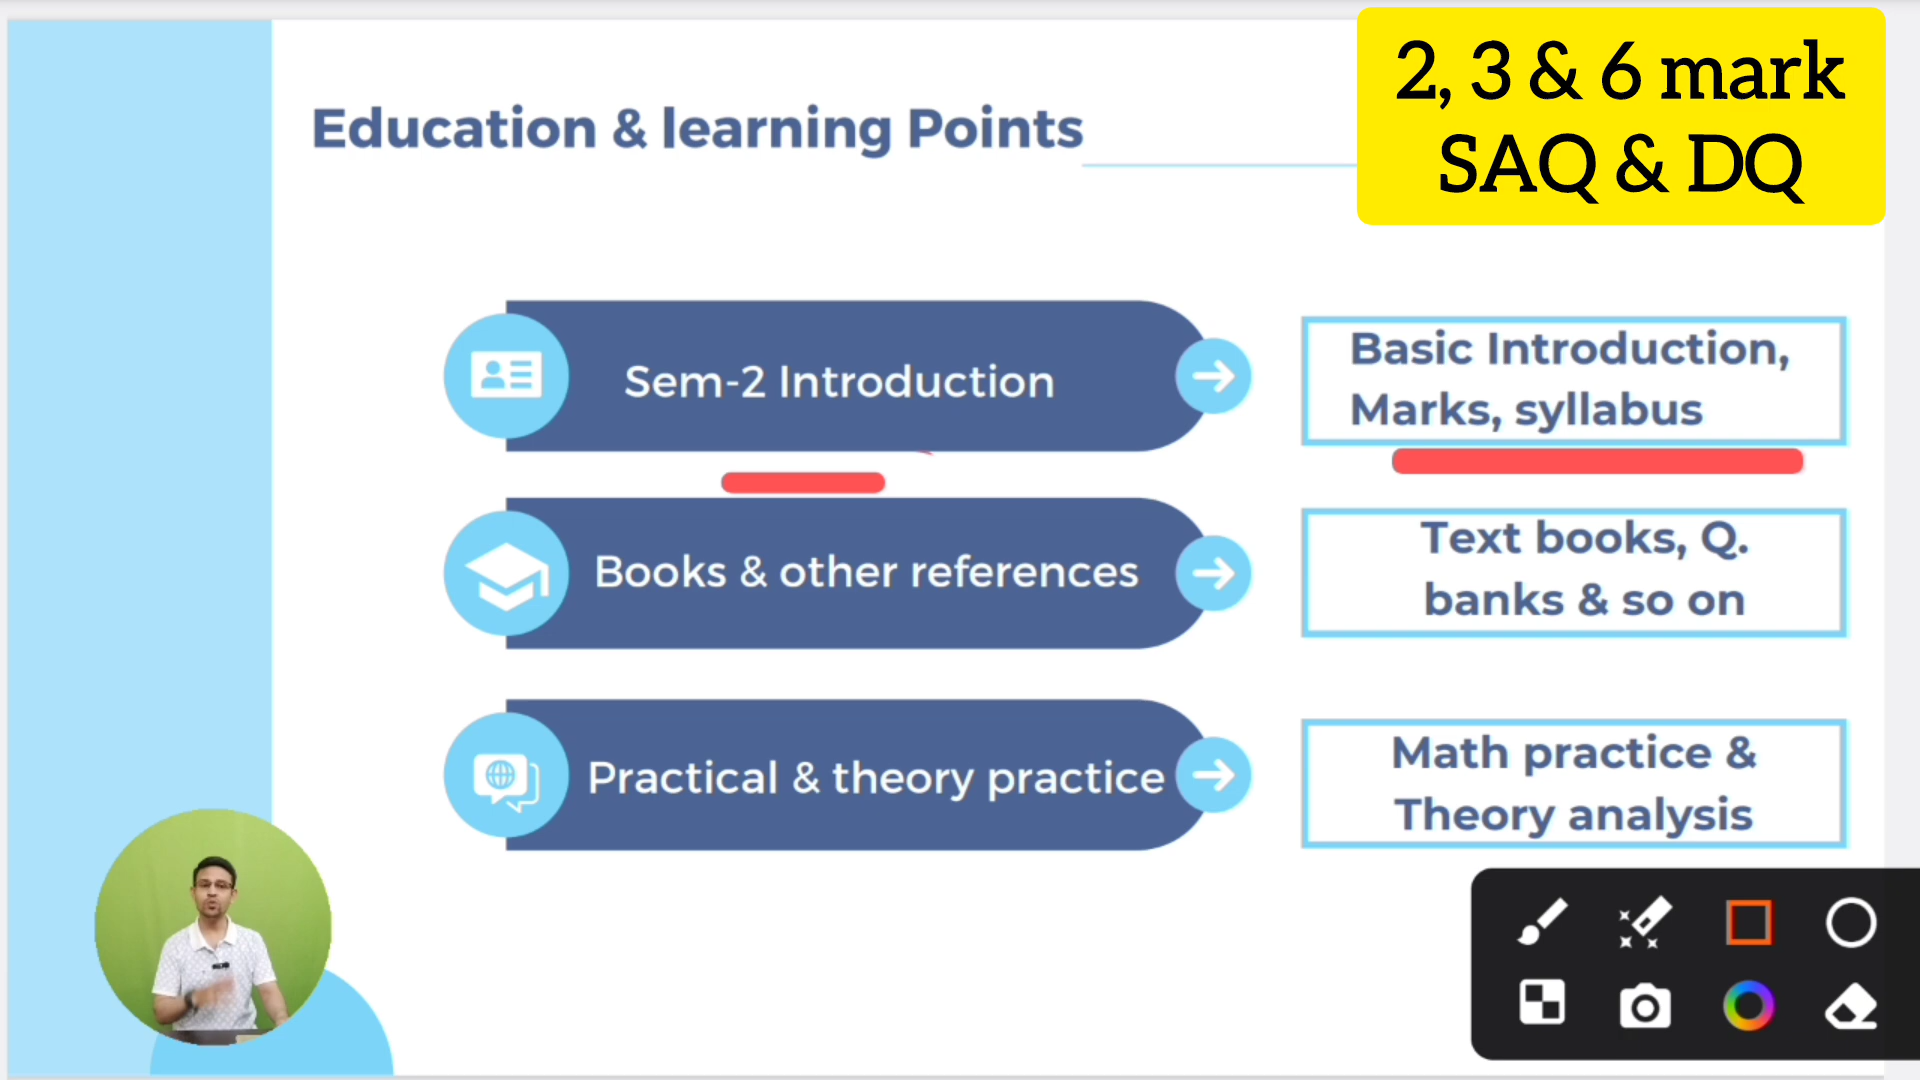 2, 3 & 6 mark
SAQ & DQ
Education & learning Points
Sem-2 Introduction
Basic Introduction,
Marks, syllabus
Books & other references
Text books, Q.
banks & so on
Practical & theory practice
Math practice &
Theory analysis